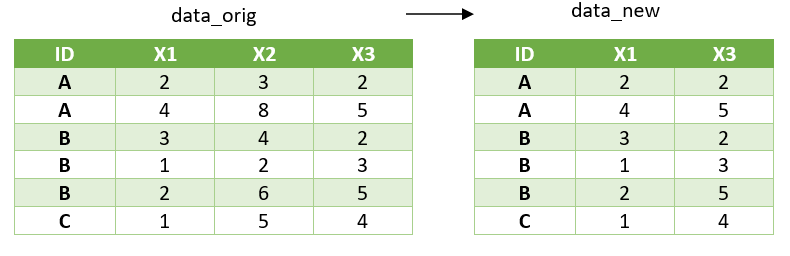 data_orig
data_new
ID X1 X2 X3
A 2 3 2
A 4 8 5
B 3 4 2
B 1 2 3
B 2 6 5
C 1 5 4
ID X1 X3
A 2 2
A 4 5
B 3 2
B 1 3
B 2 5
C 1 4